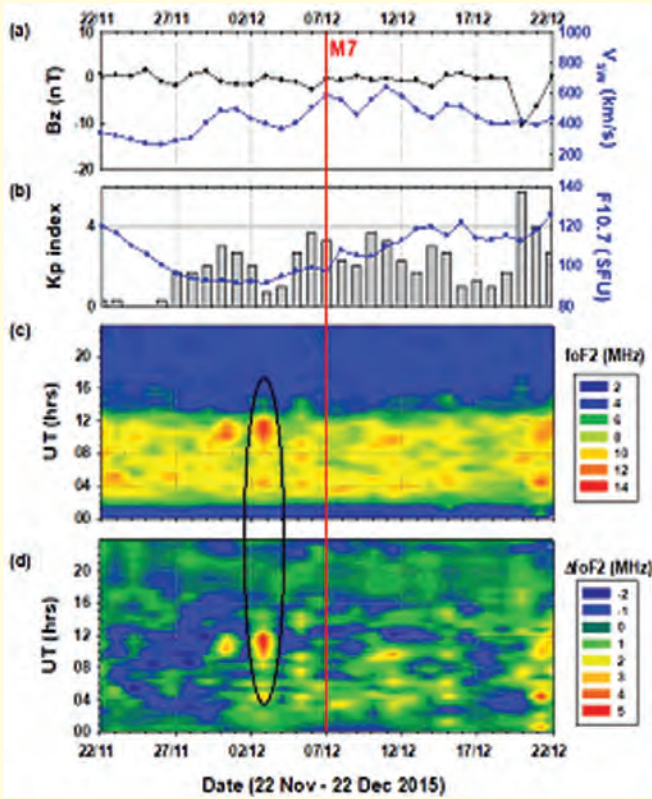 22/11 27/11 02/12 07/12 12/12 17/12 22/12
(a)
10
0
-10
-20
Bz (nT)
M7
1000
800
600
400
200
V SW (km/s)
(b)
4
0
Kp index
140
120
100
80
F10.7 (SFU)
(c)
20
16
12
08
04
00
UT (hrs)
foF2 (MHz)
2
4
6
8
10
12
14
(d)
20
16
12
08
04
00
UT (hrs)
ΔfoF2 (MHz)
-2
-1
0
1
2
3
4
5
22/11 27/11 02/12 07/12 12/12 17/12 22/12
Date (22 Nov - 22 Dec 2015)